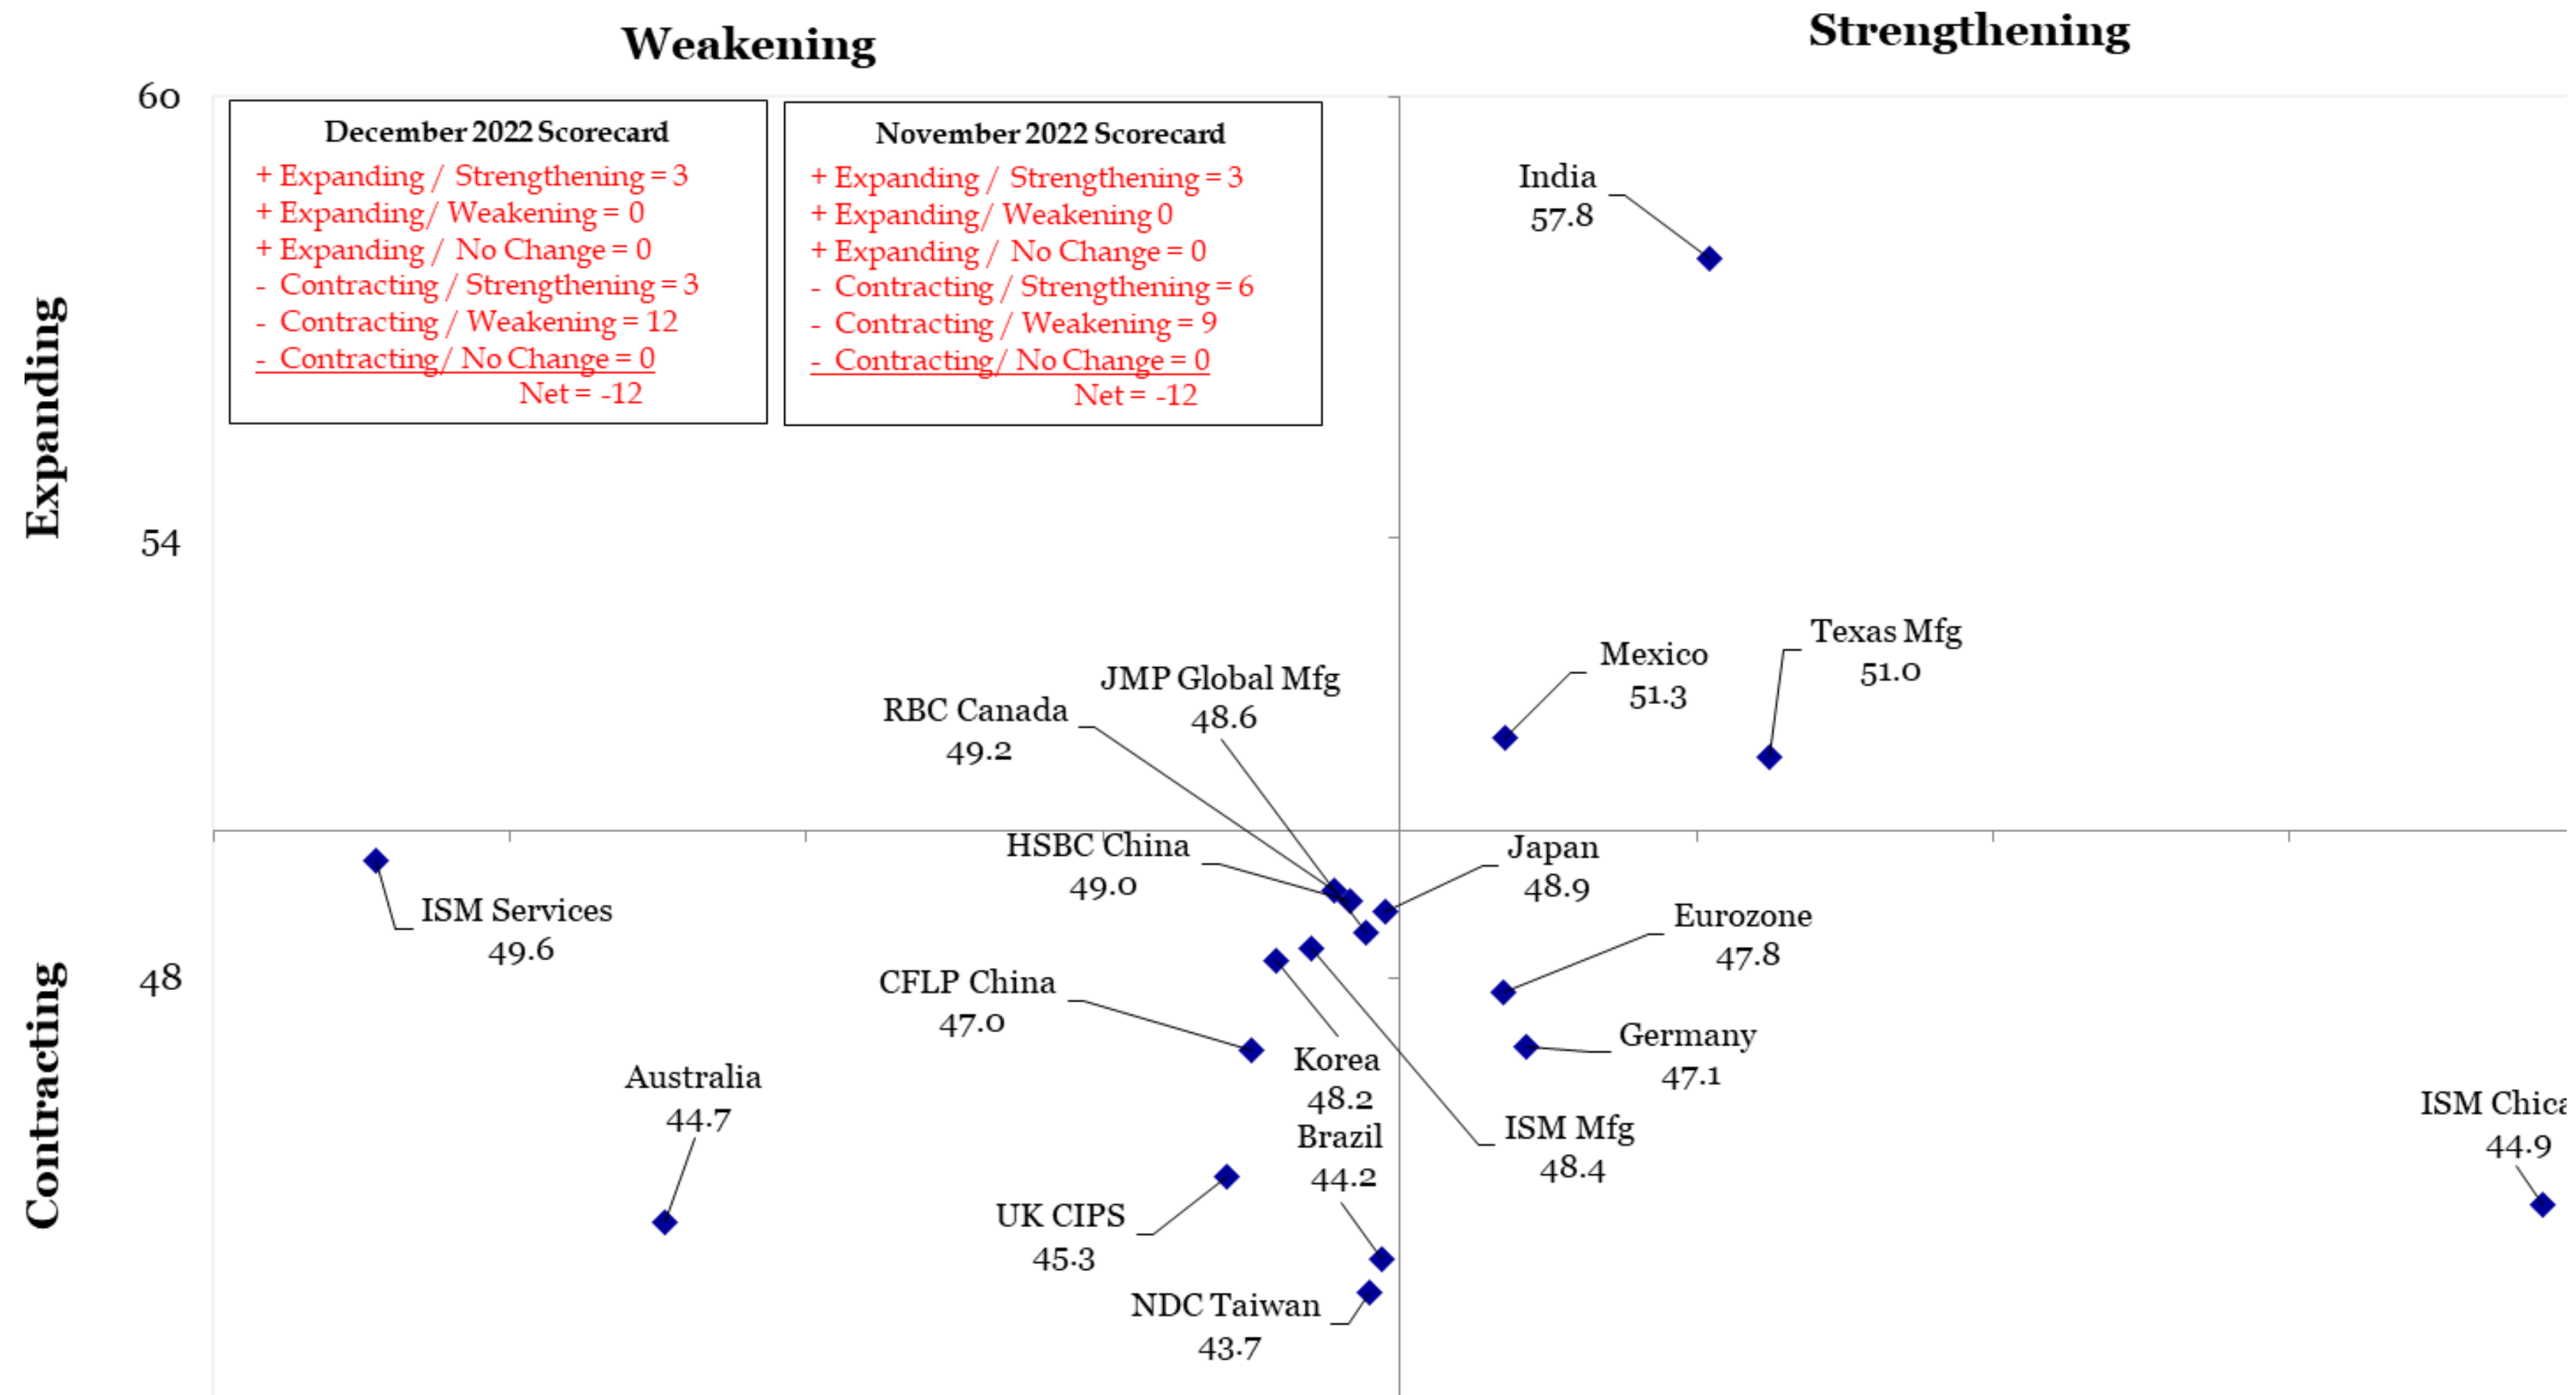 Weakening
Strengthening
60
December 2022 Scorecard
+ Expanding / Strengthening = 3
+ Expanding/ Weakening = 0
+ Expanding / No Change = 0
- Contracting / Strengthening = 3
- Contracting / Weakening = 12
- Contracting/ No Change = 0
Net = -12
November 2022 Scorecard
+ Expanding / Strengthening = 3
+ Expanding/ Weakening 0
+ Expanding / No Change = 0
- Contracting / Strengthening = 6
- Contracting / Weakening = 9
- Contracting/ No Change = 0
Net = -12
India
57.8
Expanding
54
Texas Mfg
51.0
Mexico
51.3
JMP Global Mfg
48.6
RBC Canada
49.2
HSBC China
49.0
Japan
48.9
ISM Services
49.6
Eurozone
47.8
48
CFLP China
47.0
Germany
47.1
Korea
48.2
Contracting
Australia
44.7
ISM Mfg
48.4
Brazil
44.2
ISM Chica
44.9
UK CIPS
45.3
NDC Taiwan
43.7